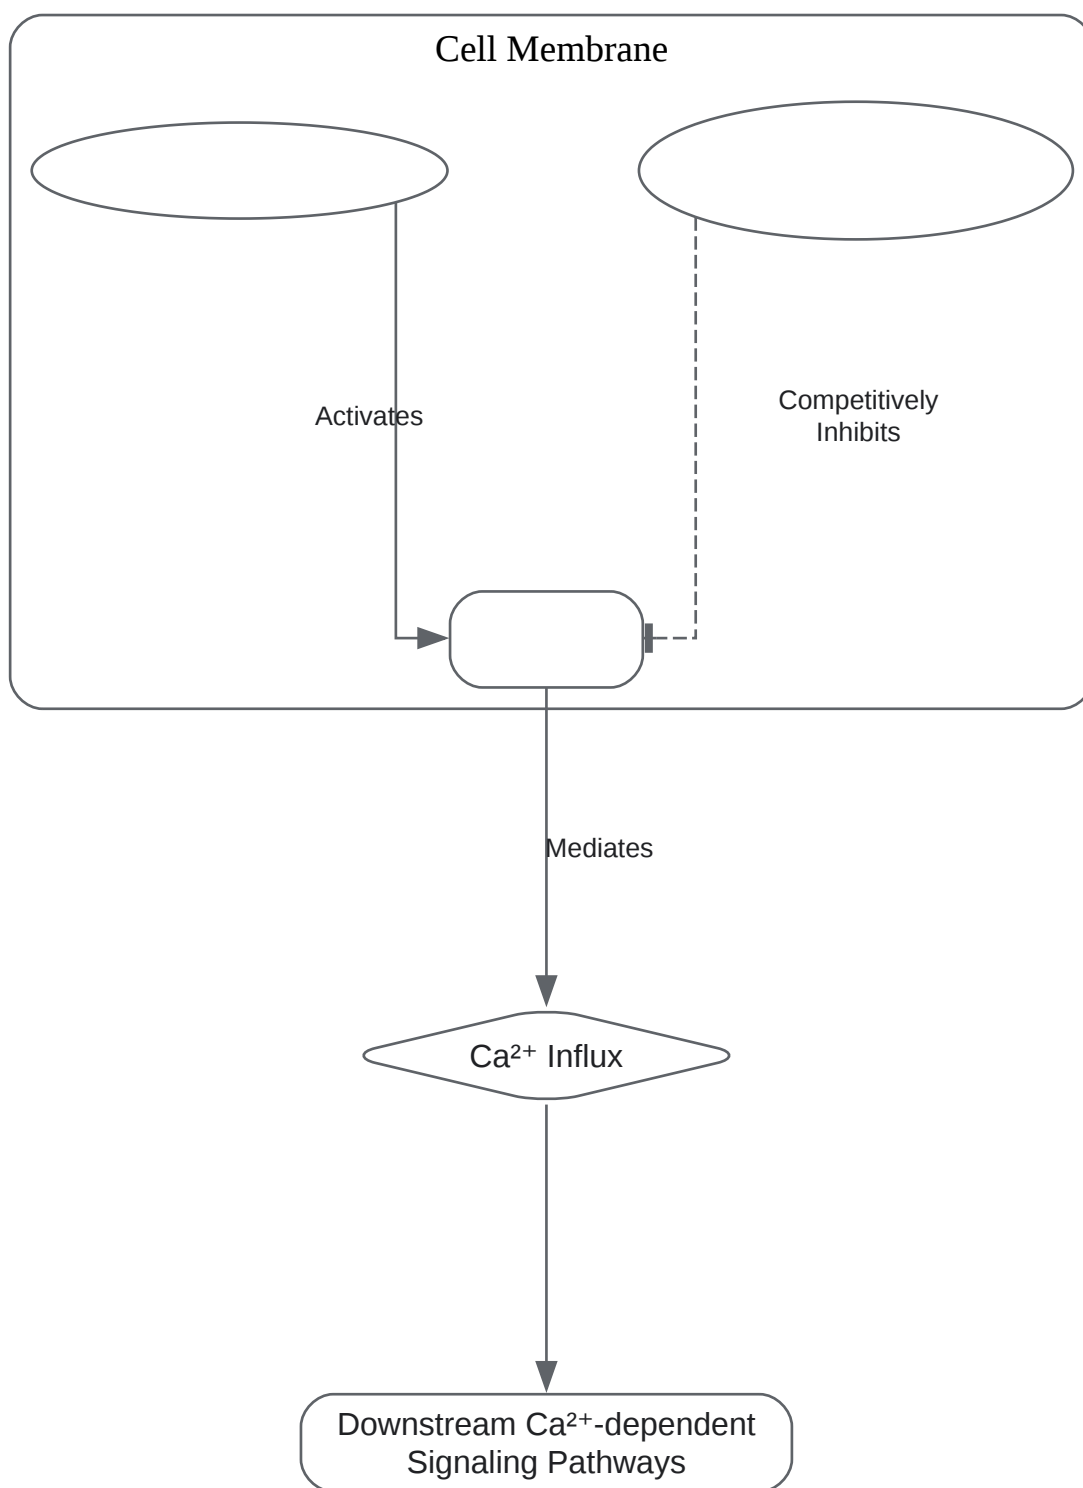 Cell Membrane
Activates
Competitively
Inhibits
Mediates
Ca²⁺ Influx
Downstream Ca²⁺-dependent
Signaling Pathways